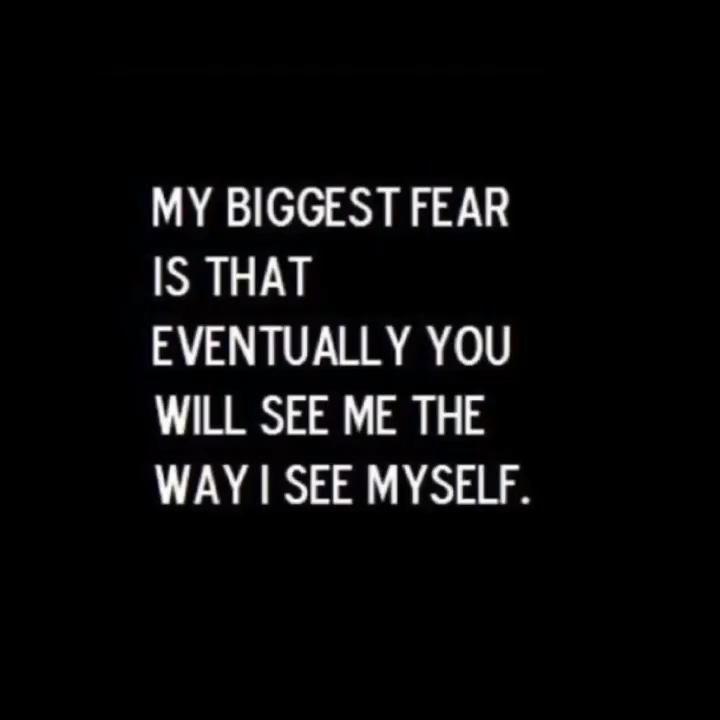 MY BIGGEST FEAR
IS THAT
EVENTUALLY YOU
WILL SEE ME THE
WAY I SEE MYSELF.